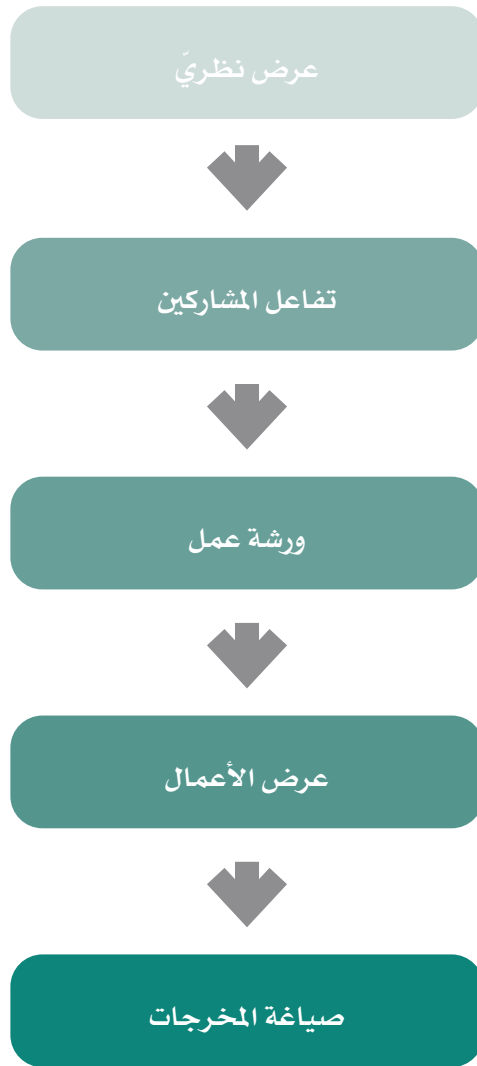 عرض نظريّ
تفاعل المشاركين
ورشة عمل
عرض الأعمال
صياغة المخرجات